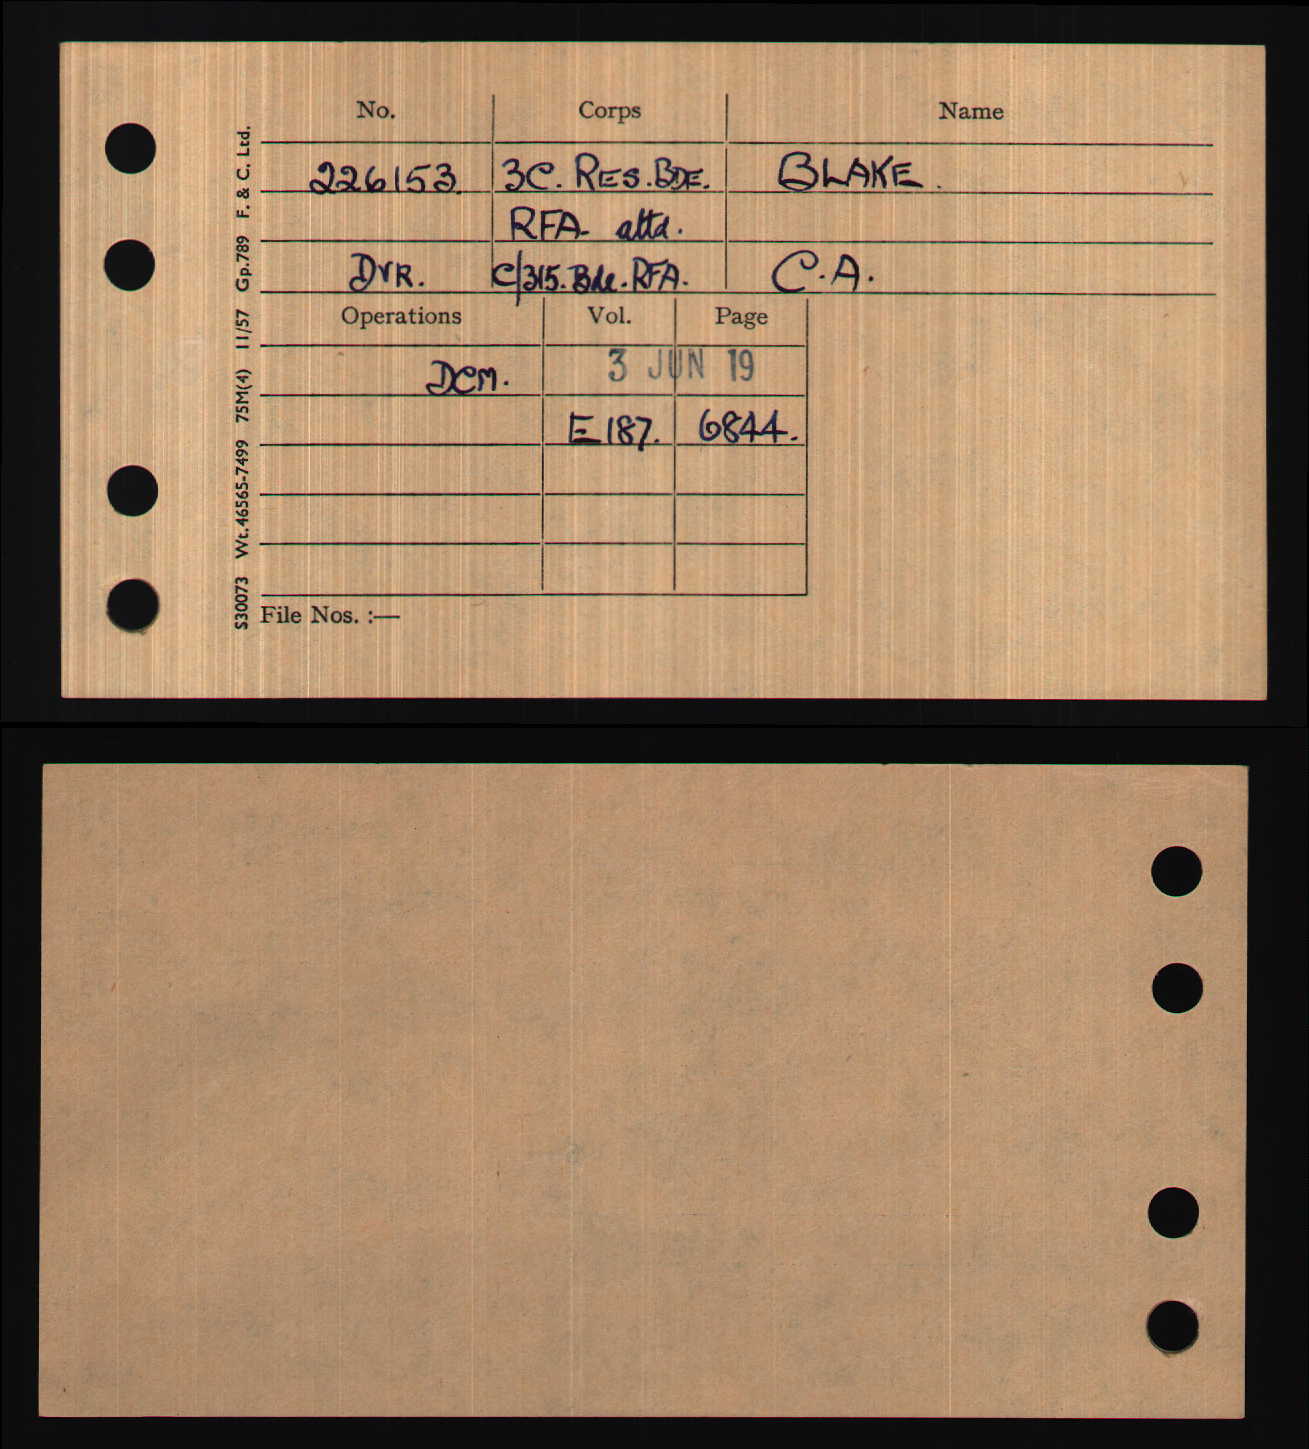 No. Corps Name
226153. 3C. RES. BDE. BLAKE.
RFA. attd.
DVR. C/315. Bde. RFA. C. A.
Operations Vol. Page
DCM. 3 JUN 19
E 187. 6844.
File Nos. :—
S30073 Wt. 46565-7499 75M(4) 11/57 Gp.789 F. & C. Ltd.